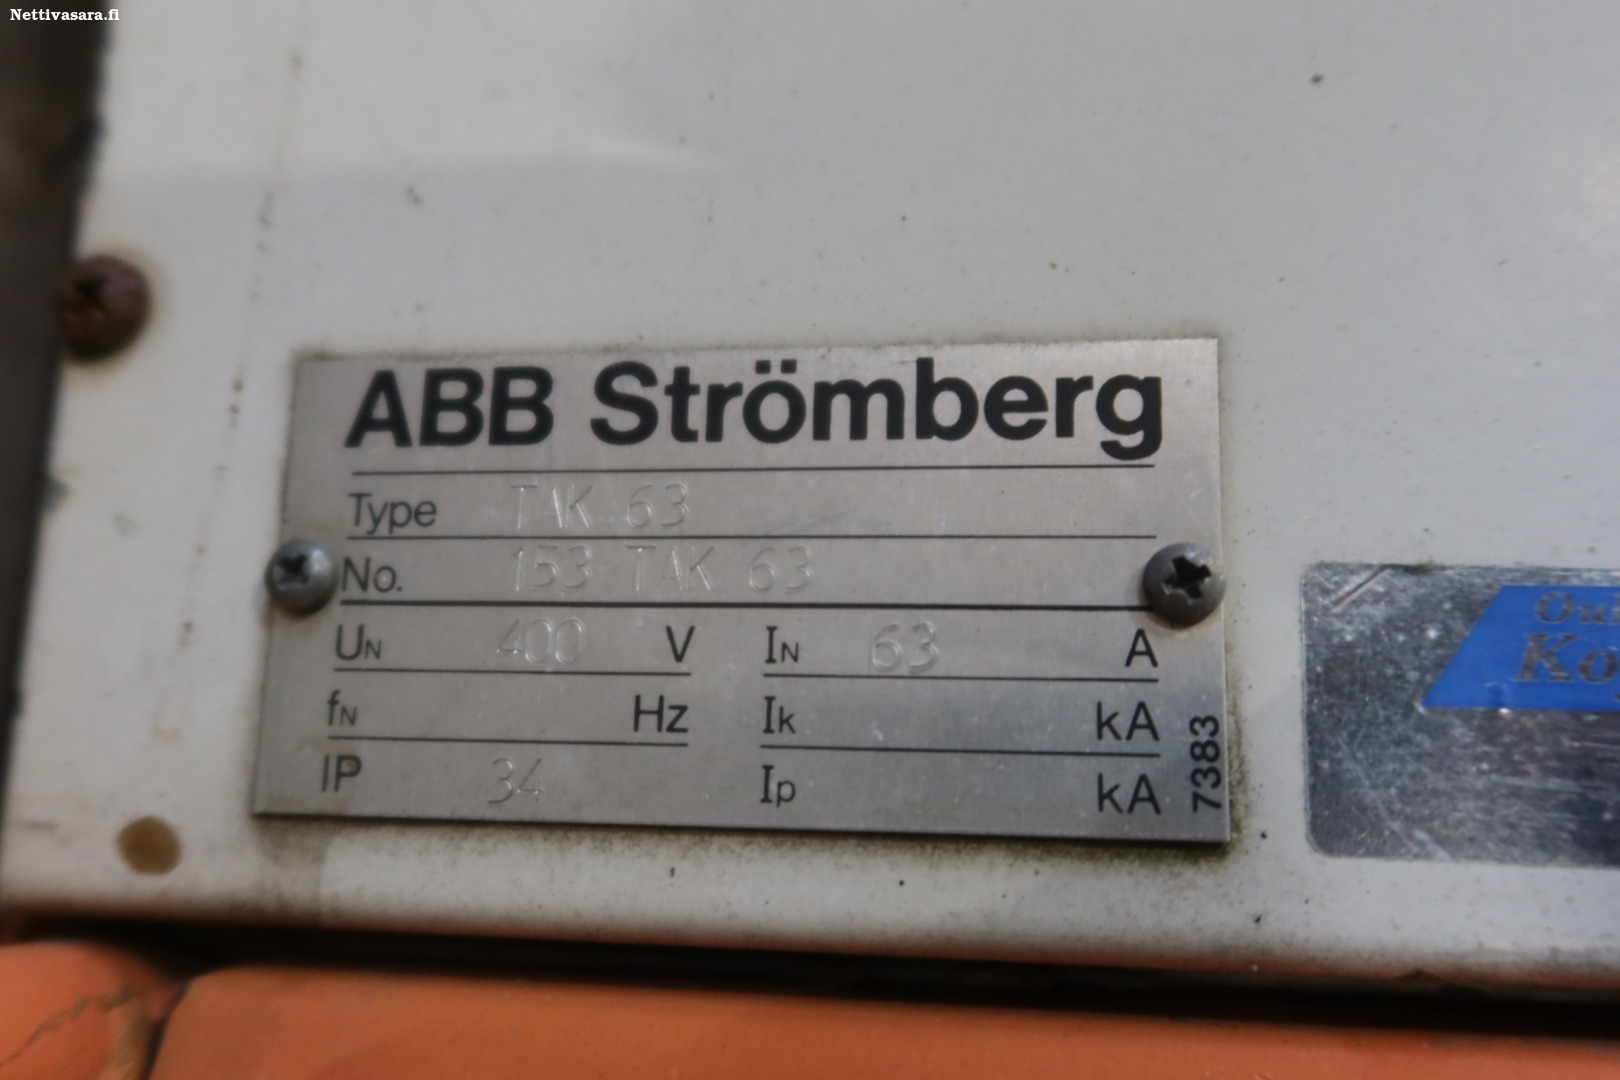 Nettivasara.fi
ABB Strömberg
Type TAK 63
No. 153 TAK 63
UN 400 V IN 63 A
fN Hz Ik kA
IP 34 Ip kA
7383